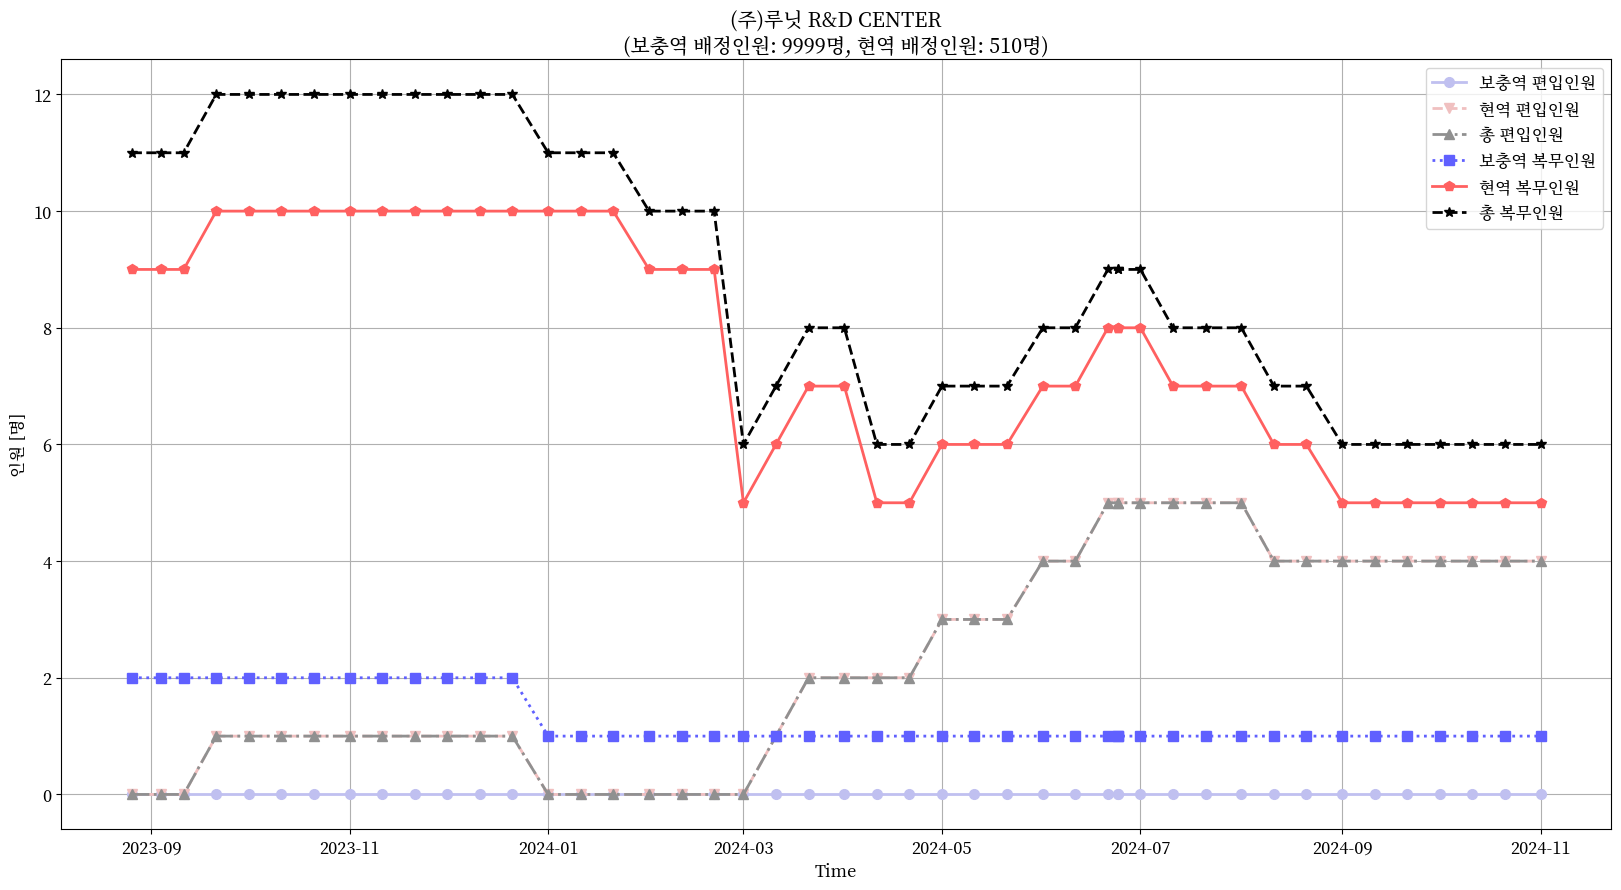 (주)루닛 R&D CENTER
(보충역 배정인원: 9999명, 현역 배정인원: 510명)
보충역 편입인원
현역 편입인원
총 편입인원
보충역 복무인원
현역 복무인원
총 복무인원
인원 [명]
12
10
8
6
4
2
0
2023-09
2023-11
2024-01
2024-03
2024-05
2024-07
2024-09
2024-11
Time